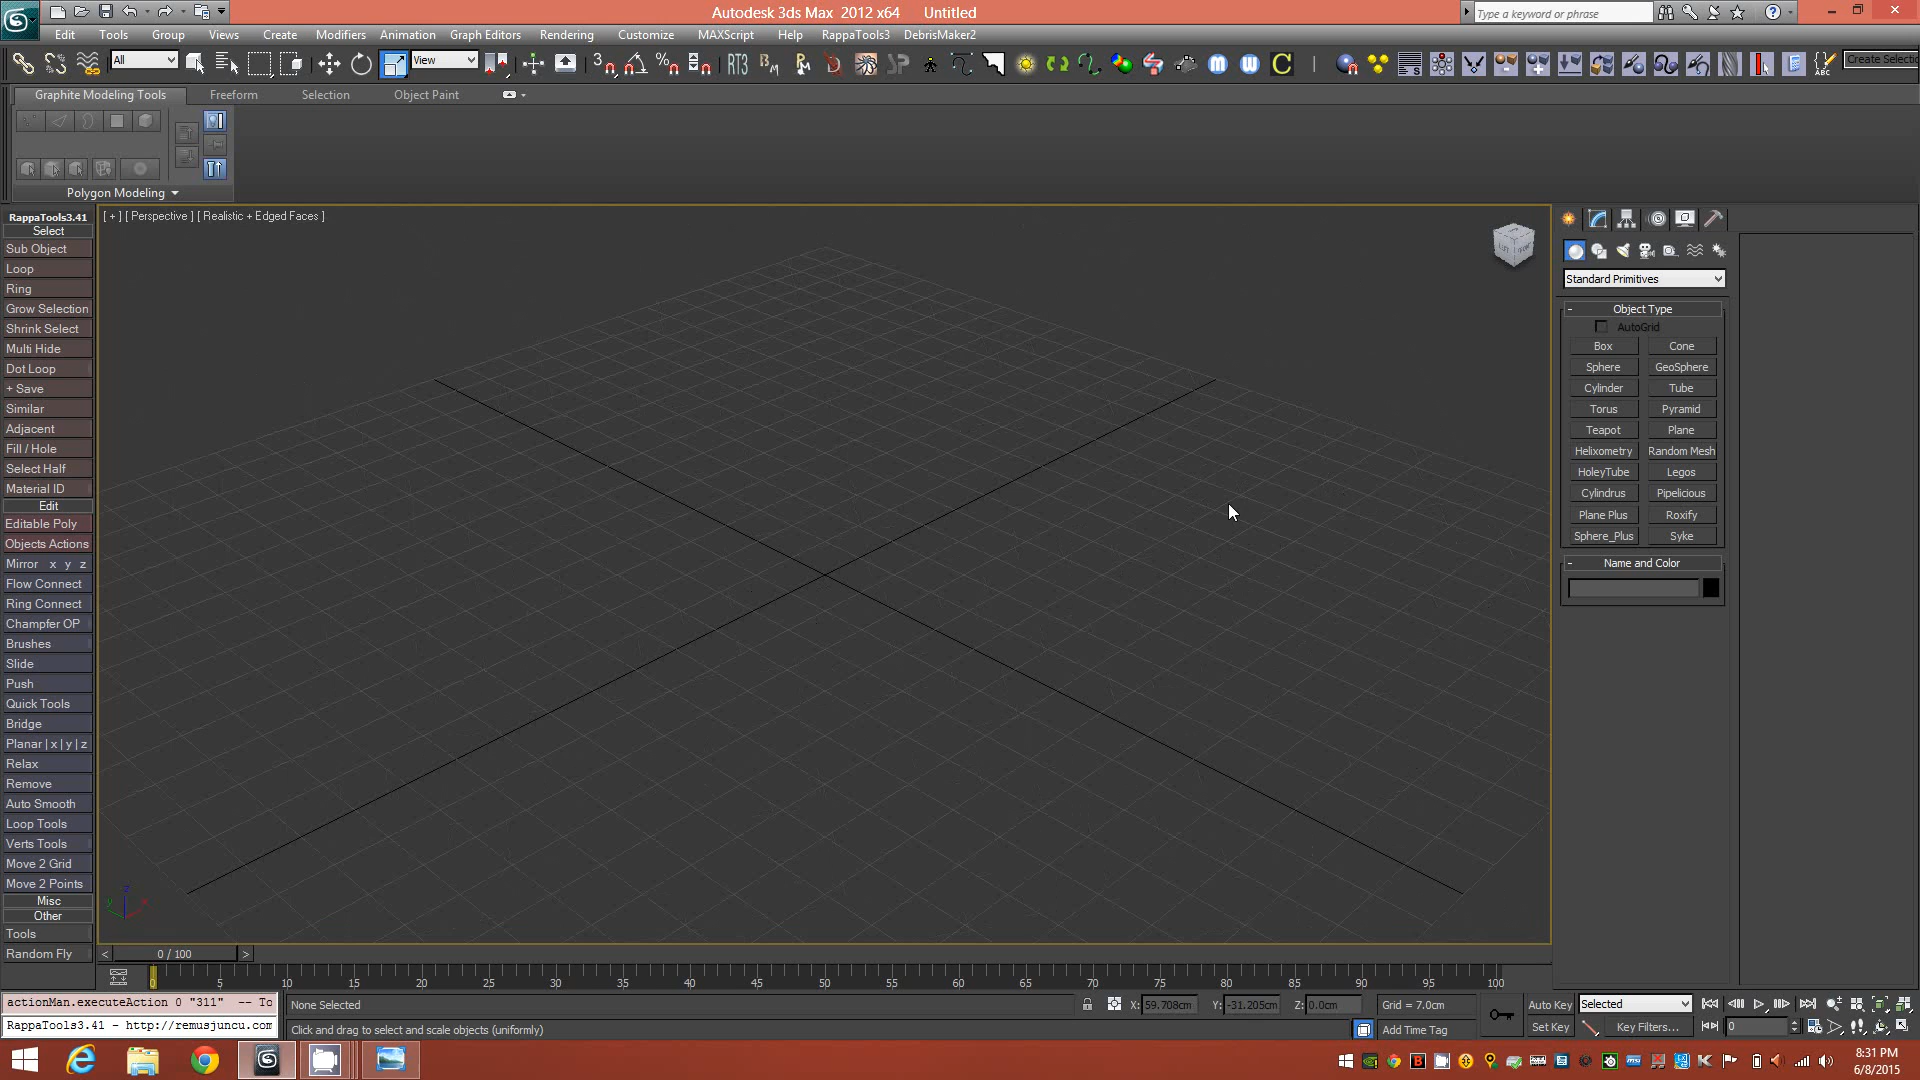 Autodesk 3ds Max 2012 x64 Untitled
Type a keyword or phrase
Edit Tools Group Views Create Modifiers Animation Graph Editors Rendering Customize MAXScript Help RappaTools3 DebrisMaker2
All View RT3 Create Selectio
Graphite Modeling Tools Freeform Selection Object Paint
Polygon Modeling
RappaTools3.41
Select
Sub Object
Loop
Ring
Grow Selection
Shrink Select
Multi Hide
Dot Loop
+ Save
Similar
Adjacent
Fill / Hole
Select Half
Material ID
Edit
Editable Poly
Objects Actions
Mirror x y z
Flow Connect
Ring Connect
Champfer OP
Brushes
Slide
Push
Quick Tools
Bridge
Planar | x | y | z
Relax
Remove
Auto Smooth
Loop Tools
Verts Tools
Move 2 Grid
Move 2 Points
Misc
Other
Tools
Random Fly
[ + ] [ Perspective ] [ Realistic + Edged Faces ]
Standard Primitives
- Object Type
AutoGrid
Box Cone
Sphere GeoSphere
Cylinder Tube
Torus Pyramid
Teapot Plane
Helixometry Random Mesh
HoleyTube Legos
Cylindrus Pipelicious
Plane Plus Roxify
Sphere_Plus Syke
- Name and Color
< 0 / 100 >
0 5 10 15 20 25 30 35 40 45 50 55 60 65 70 75 80 85 90 95 100
actionMan.executeAction 0 "311" -- To
RappaTools3.41 - http://remusjuncu.com
None Selected
X: 59.708cm Y: -31.205cm Z: 0.0cm Grid = 7.0cm
Auto Key Selected
Click and drag to select and scale objects (uniformly)
Add Time Tag
Set Key Key Filters... 0
8:31 PM
6/8/2015